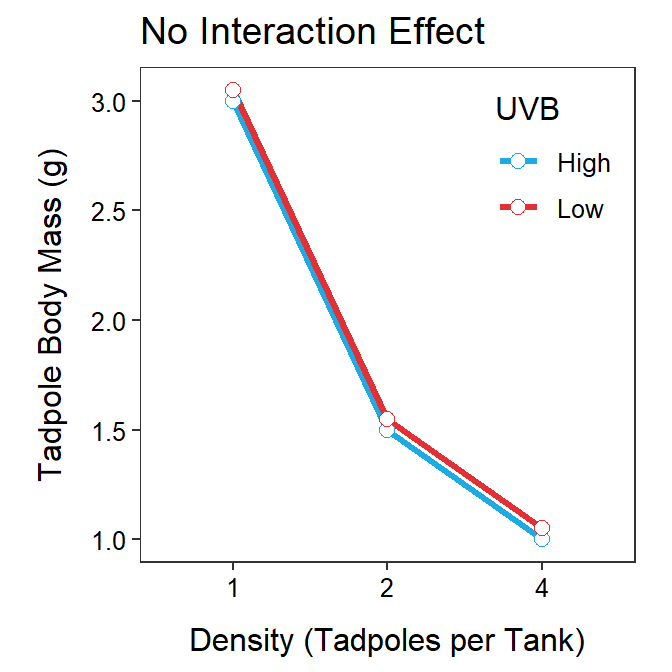 No Interaction Effect
UVB
High
Low
Tadpole Body Mass (g)
3.0
2.5
2.0
1.5
1.0
1 2 4
Density (Tadpoles per Tank)